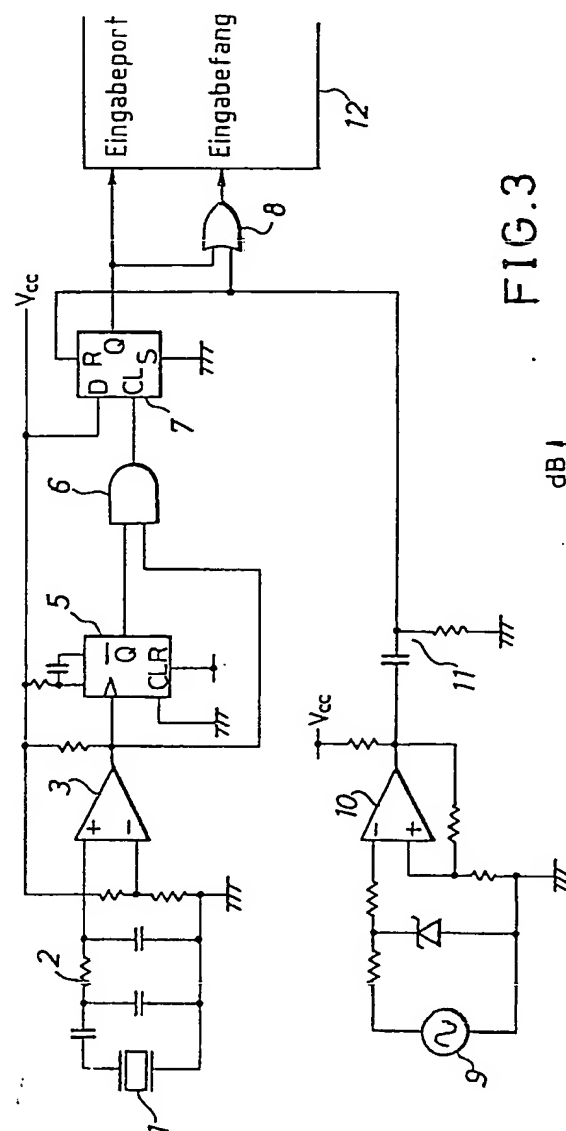 Vcc
Eingabeport
Eingabefang
12
8
D
R
Q
CL
S
7
6
5
Q
CLR
3
+
−
2
1
Vcc
10
−
+
11
9
FIG.3
dB